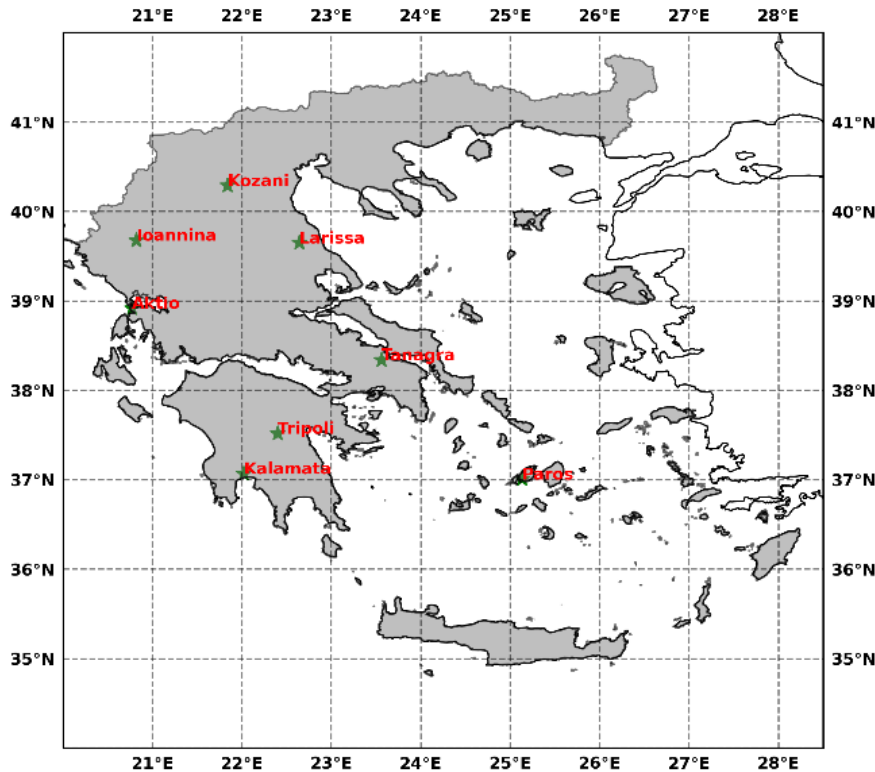 21°E 22°E 23°E 24°E 25°E 26°E 27°E 28°E
41°N 41°N
Kozani
40°N 40°N
Ioannina Larissa
39°N Aktio 39°N
Tanagra
38°N 38°N
Tripoli
Kalamata Paros
37°N 37°N
36°N 36°N
35°N 35°N
21°E 22°E 23°E 24°E 25°E 26°E 27°E 28°E